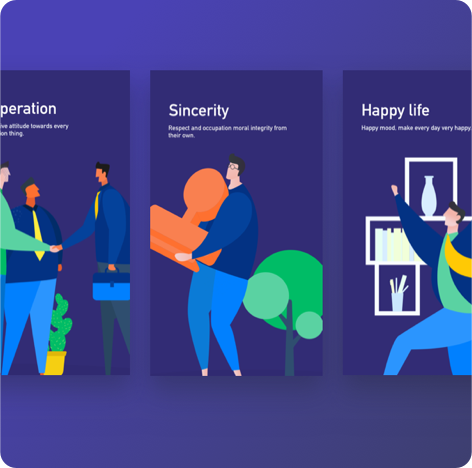 peration
ive attitude towards every
ion thing.
Sincerity
Respect and occupation moral integrity from
their own.
Happy life
Happy mood. make every day very happy